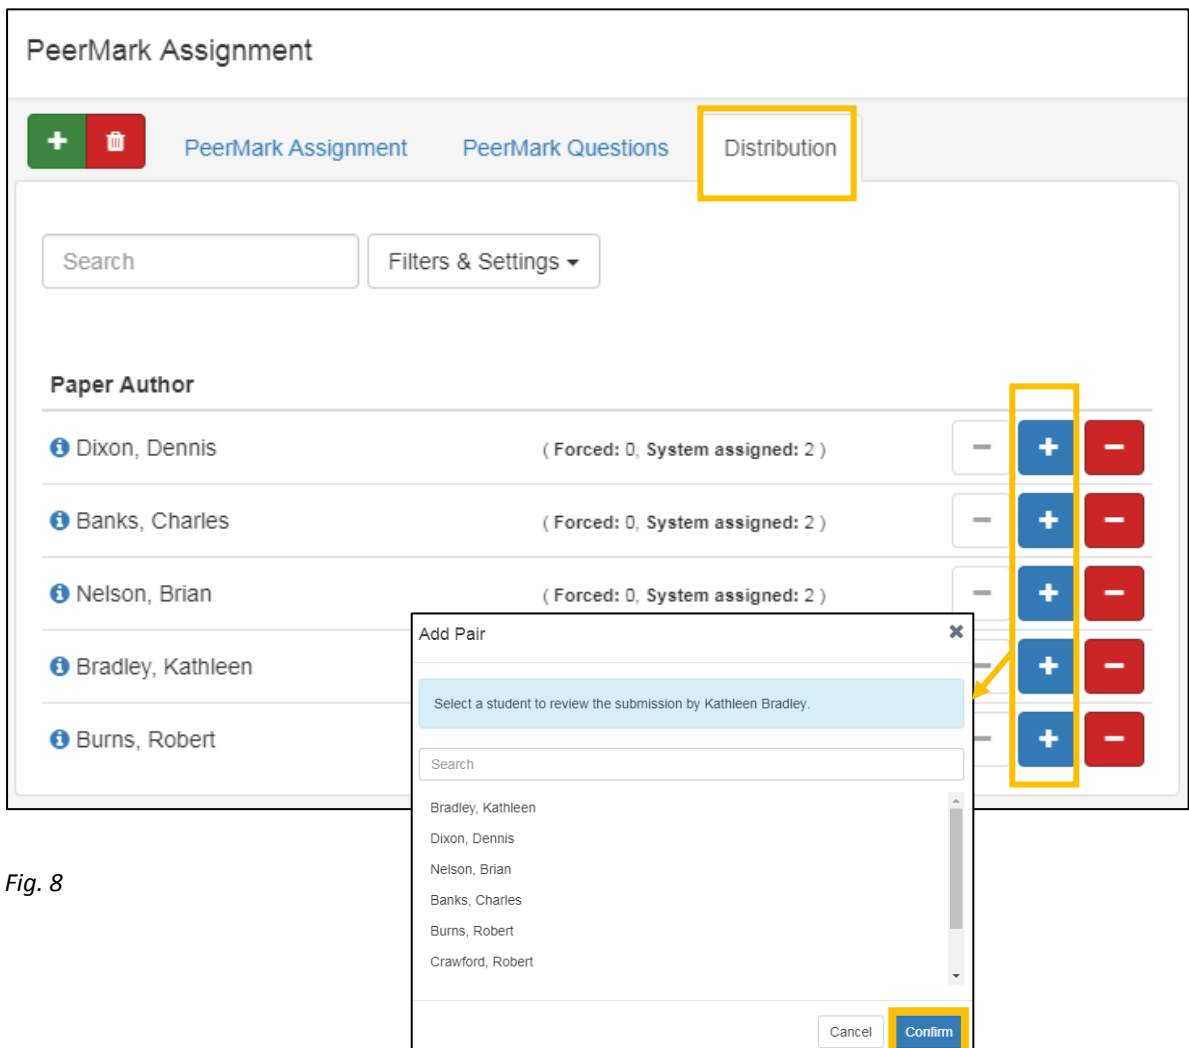 PeerMark Assignment
PeerMark Assignment PeerMark Questions Distribution
Search Filters & Settings
Paper Author
Dixon, Dennis ( Forced: 0, System assigned: 2 )
Banks, Charles ( Forced: 0, System assigned: 2 )
Nelson, Brian ( Forced: 0, System assigned: 2 )
Bradley, Kathleen
Burns, Robert
Add Pair
Select a student to review the submission by Kathleen Bradley.
Search
Bradley, Kathleen
Dixon, Dennis
Nelson, Brian
Banks, Charles
Burns, Robert
Crawford, Robert
Cancel Confirm
Fig. 8